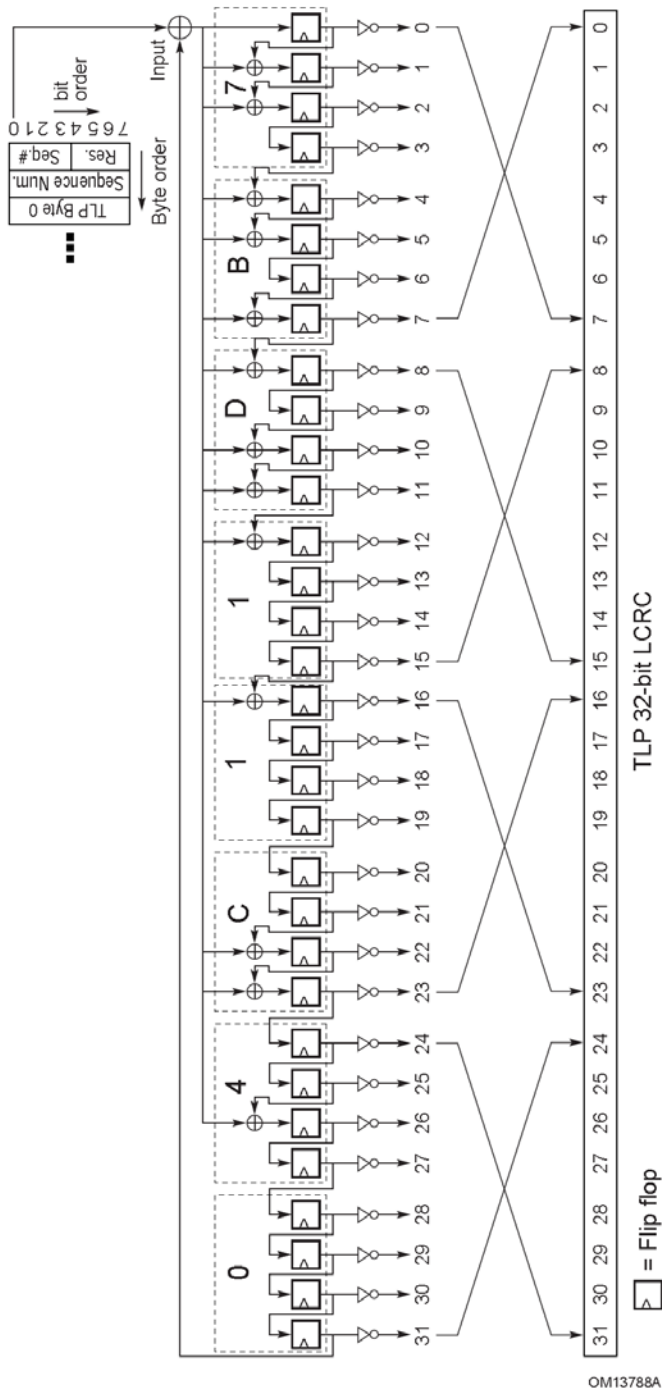 bit order
7 6 5 4 3 2 1 0
Res. Seq.#
Sequence Num.
TLP Byte 0
Byte order
Input
0 4 C 1 1 D B 7
31 30 29 28 27 26 25 24 23 22 21 20 19 18 17 16 15 14 13 12 11 10 9 8 7 6 5 4 3 2 1 0
31 30 29 28 27 26 25 24 23 22 21 20 19 18 17 16 15 14 13 12 11 10 9 8 7 6 5 4 3 2 1 0
TLP 32-bit LCRC
= Flip flop
OM13788A